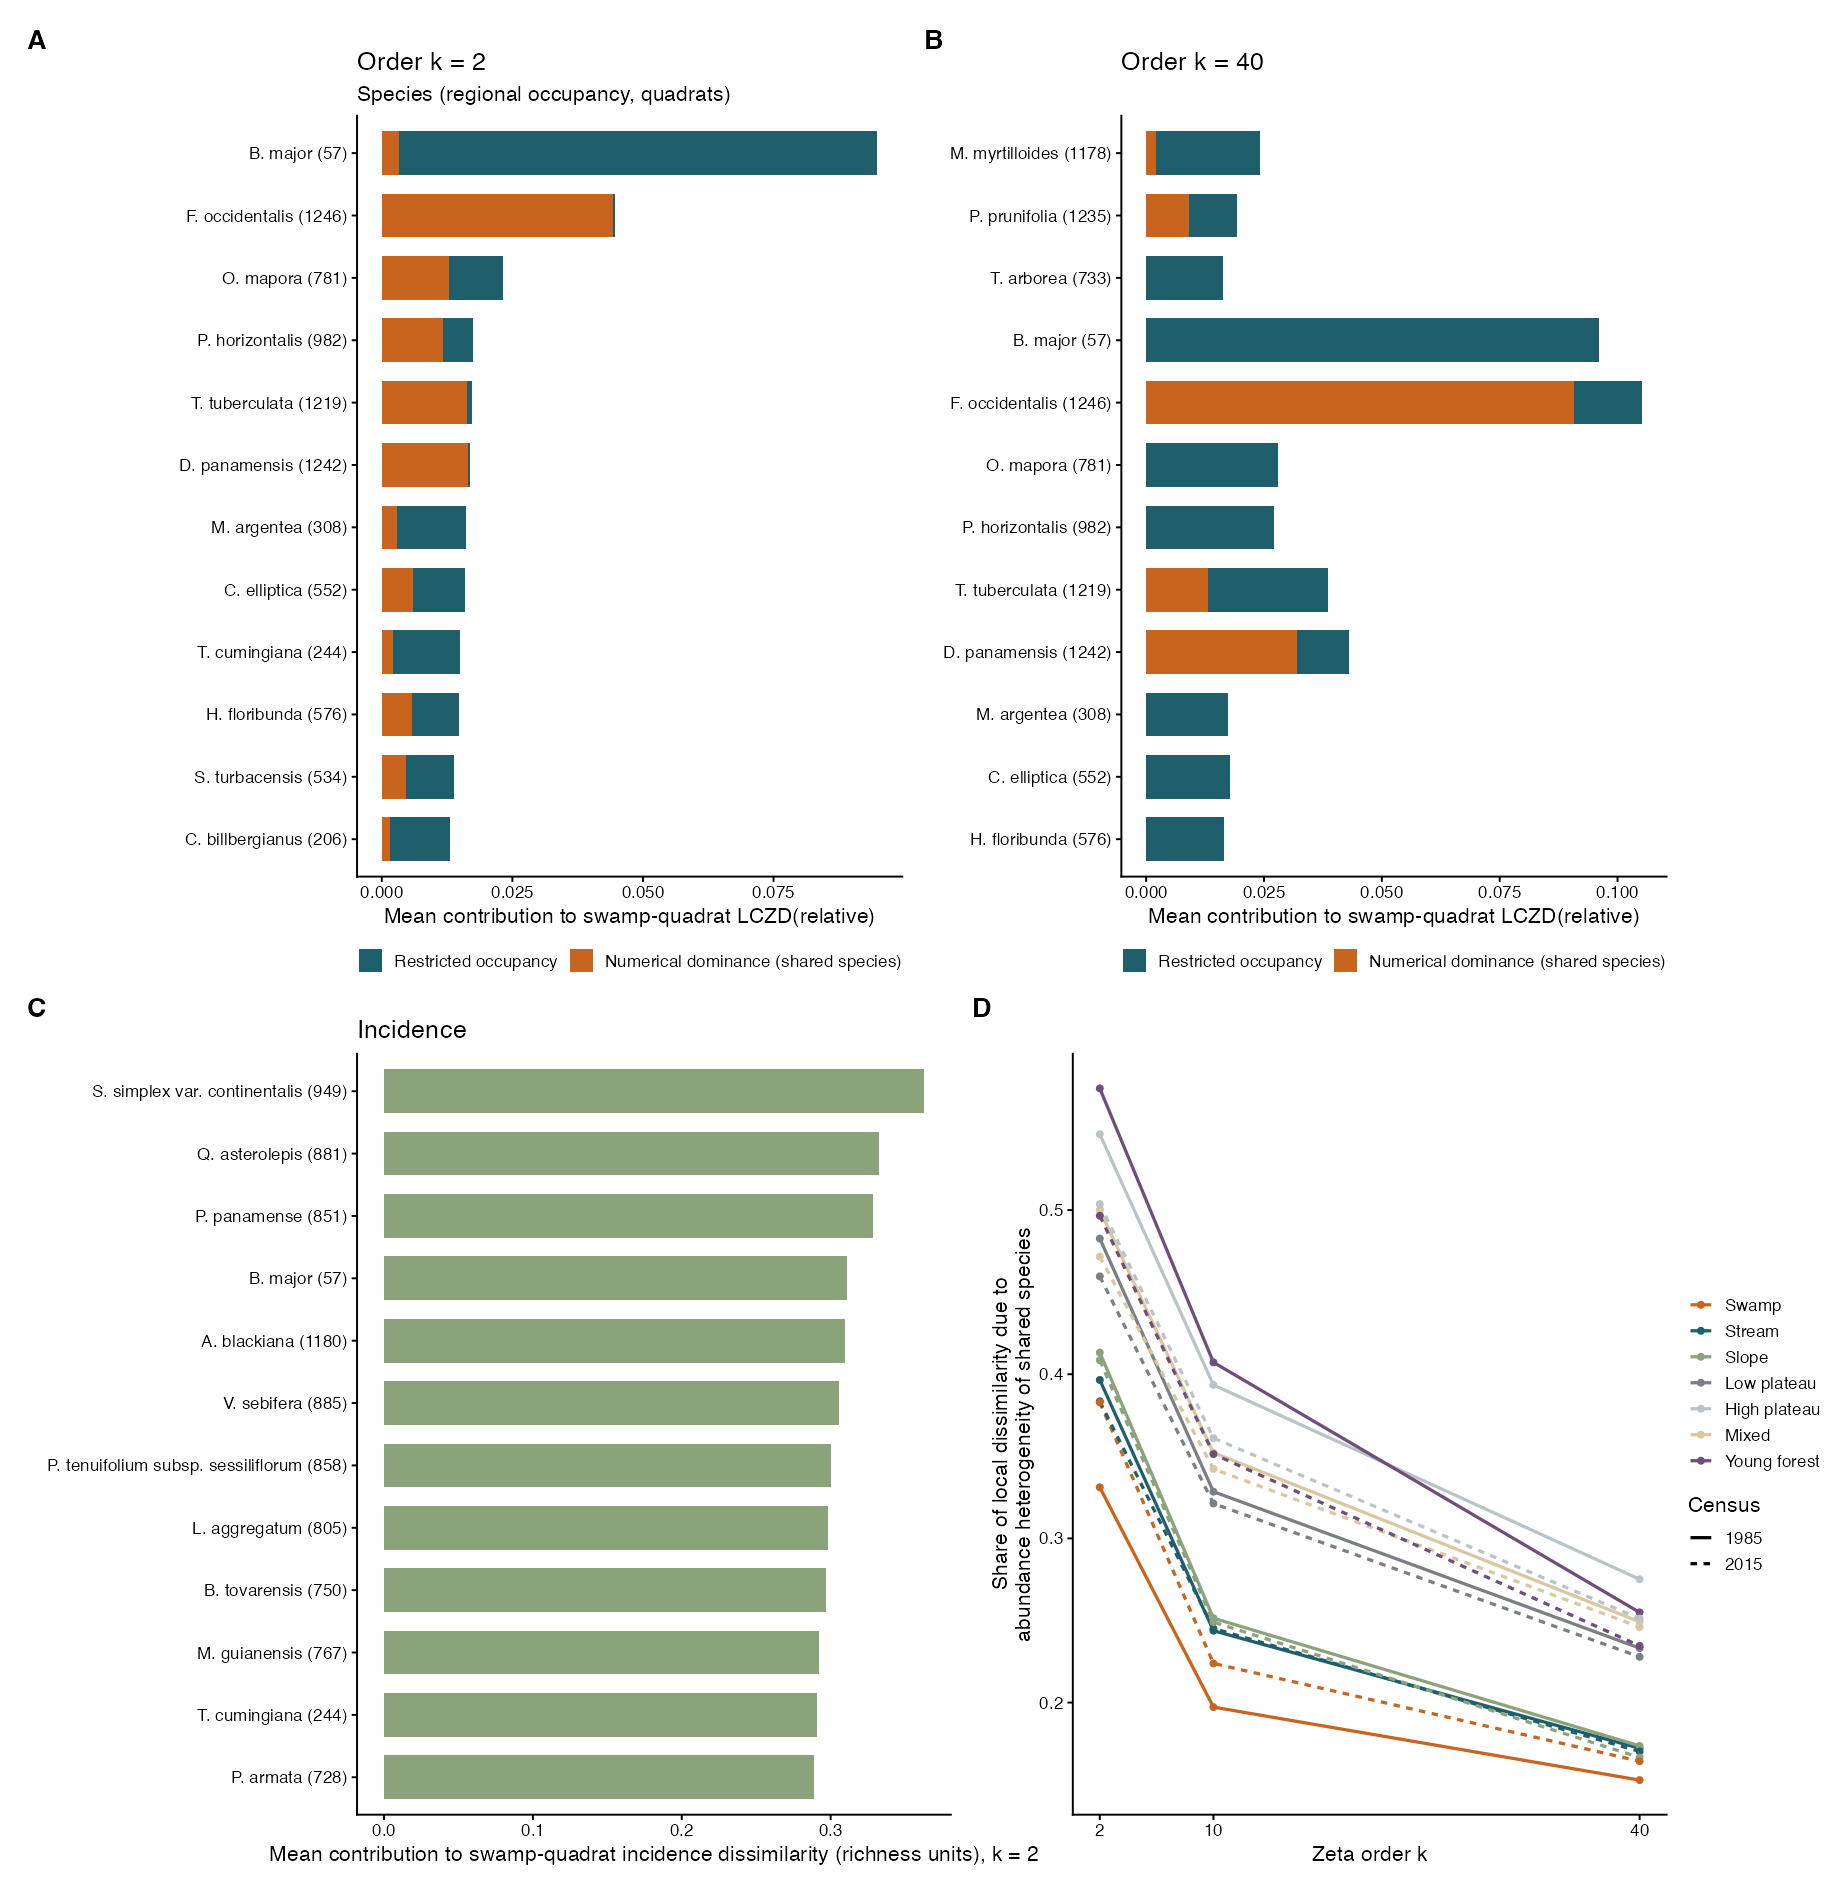 A
Order k = 2
Species (regional occupancy, quadrats)
B. major (57)
F. occidentalis (1246)
O. mapora (781)
P. horizontalis (982)
T. tuberculata (1219)
D. panamensis (1242)
M. argentea (308)
C. elliptica (552)
T. cumingiana (244)
H. floribunda (576)
S. turbacensis (534)
C. billbergianus (206)
0.000
0.025
0.050
0.075
Mean contribution to swamp-quadrat LCZD(relative)
Restricted occupancy
Numerical dominance (shared species)
B
Order k = 40
M. myrtilloides (1178)
P. prunifolia (1235)
T. arborea (733)
B. major (57)
F. occidentalis (1246)
O. mapora (781)
P. horizontalis (982)
T. tuberculata (1219)
D. panamensis (1242)
M. argentea (308)
C. elliptica (552)
H. floribunda (576)
0.000
0.025
0.050
0.075
0.100
Mean contribution to swamp-quadrat LCZD(relative)
Restricted occupancy
Numerical dominance (shared species)
C
Incidence
S. simplex var. continentalis (949)
Q. asterolepis (881)
P. panamense (851)
B. major (57)
A. blackiana (1180)
V. sebifera (885)
P. tenuifolium subsp. sessiliflorum (858)
L. aggregatum (805)
B. tovarensis (750)
M. guianensis (767)
T. cumingiana (244)
P. armata (728)
0.0
0.1
0.2
0.3
Mean contribution to swamp-quadrat incidence dissimilarity (richness units), k = 2
D
Share of local dissimilarity due to
abundance heterogeneity of shared species
0.5
0.4
0.3
0.2
2
10
40
Zeta order k
Swamp
Stream
Slope
Low plateau
High plateau
Mixed
Young forest
Census
1985
2015